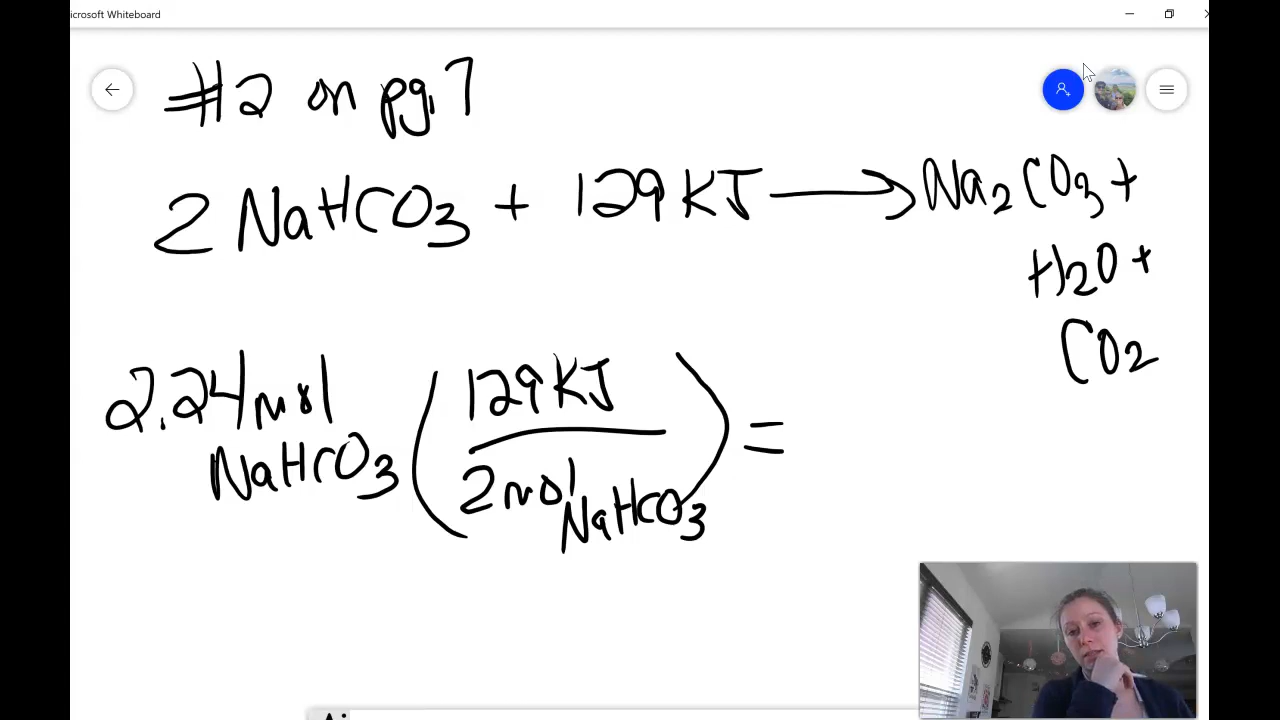 icrosoft Whiteboard
#2 on pg. 7
2 NaHCO3 + 129 KJ → Na2CO3 +
H2O +
CO2
2.24 mol NaHCO3 ( 129 KJ / 2 mol NaHCO3 ) =